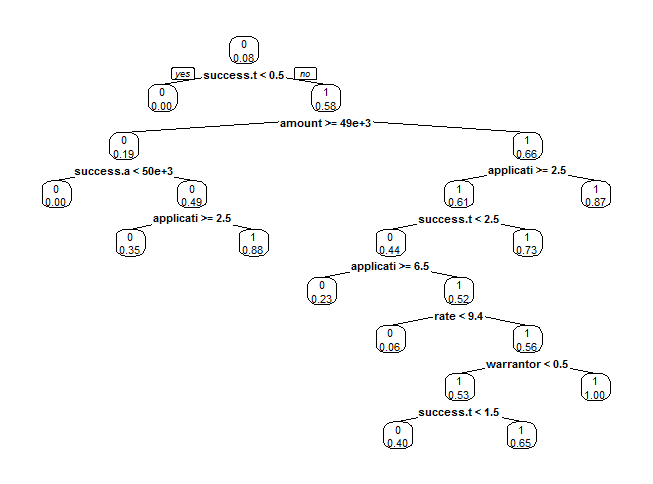 0
0.08
yes success.t < 0.5 no
0 1
0.00 0.58
amount >= 49e+3
0 1
0.19 0.66
success.a < 50e+3 applicati >= 2.5
0 0 1 1
0.00 0.49 0.61 0.87
applicati >= 2.5 success.t < 2.5
0 1 0 1
0.35 0.88 0.44 0.73
applicati >= 6.5
0 1
0.23 0.52
rate < 9.4
0 1
0.06 0.56
warrantor < 0.5
1 1
0.53 1.00
success.t < 1.5
0 1
0.40 0.65